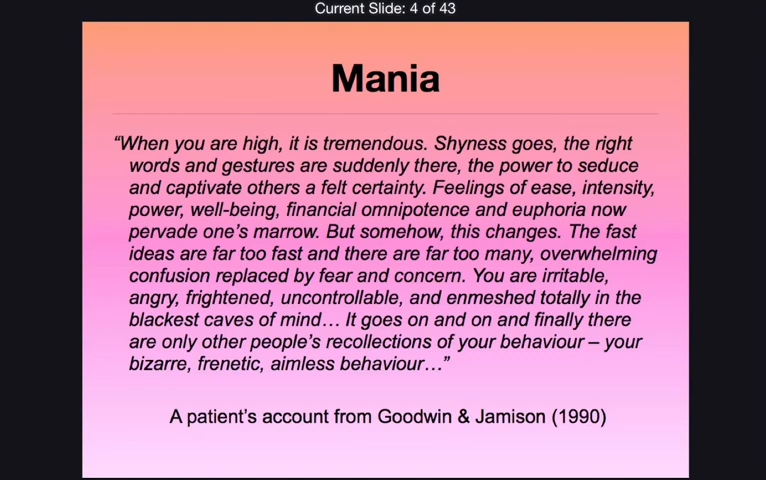 Current Slide: 4 of 43
Mania
“When you are high, it is tremendous. Shyness goes, the right
words and gestures are suddenly there, the power to seduce
and captivate others a felt certainty. Feelings of ease, intensity,
power, well-being, financial omnipotence and euphoria now
pervade one’s marrow. But somehow, this changes. The fast
ideas are far too fast and there are far too many, overwhelming
confusion replaced by fear and concern. You are irritable,
angry, frightened, uncontrollable, and enmeshed totally in the
blackest caves of mind… It goes on and on and finally there
are only other people’s recollections of your behaviour – your
bizarre, frenetic, aimless behaviour…”
A patient’s account from Goodwin & Jamison (1990)